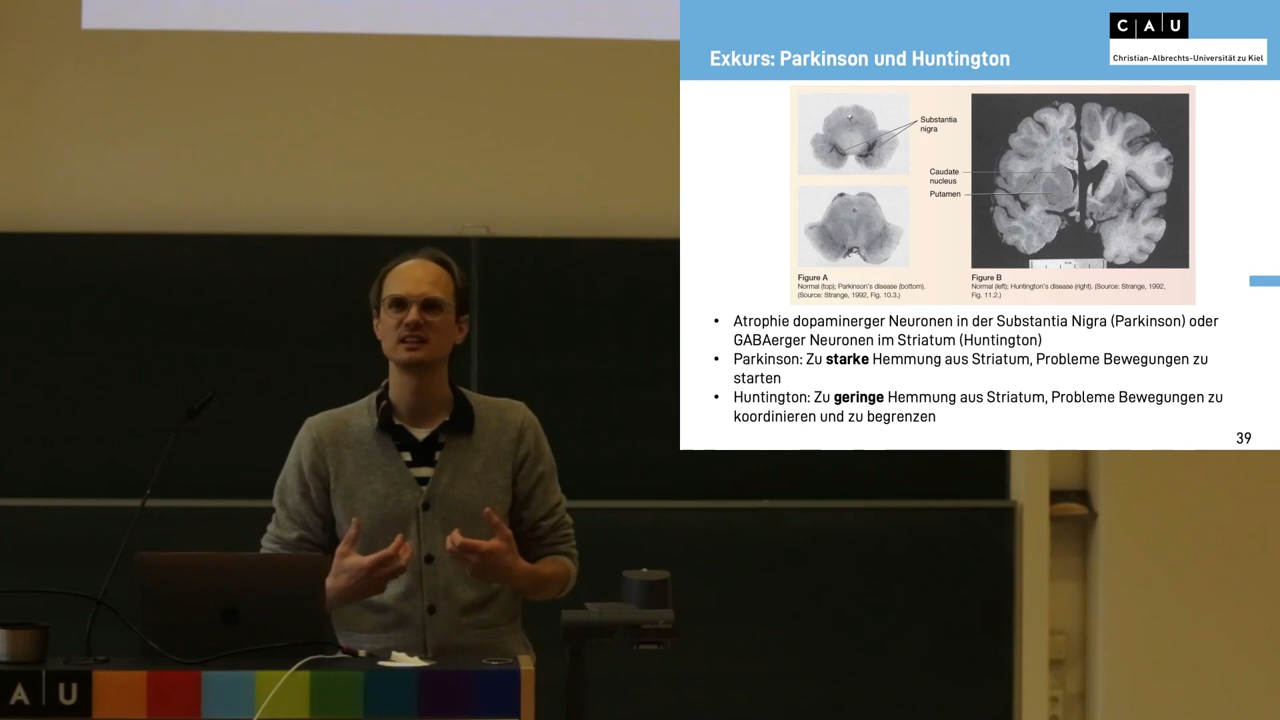 Exkurs: Parkinson und Huntington
C A U
Christian-Albrechts-Universität zu Kiel
Substantia
nigra
Caudate
nucleus
Putamen
Figure A
Normal (top); Parkinson's disease (bottom).
(Source: Strange, 1992, Fig. 10.3.)
Figure B
Normal (left); Huntington's disease (right). (Source: Strange, 1992,
Fig. 11.2.)
• Atrophie dopaminerger Neuronen in der Substantia Nigra (Parkinson) oder
GABAerger Neuronen im Striatum (Huntington)
• Parkinson: Zu starke Hemmung aus Striatum, Probleme Bewegungen zu
starten
• Huntington: Zu geringe Hemmung aus Striatum, Probleme Bewegungen zu
koordinieren und zu begrenzen
39
A U